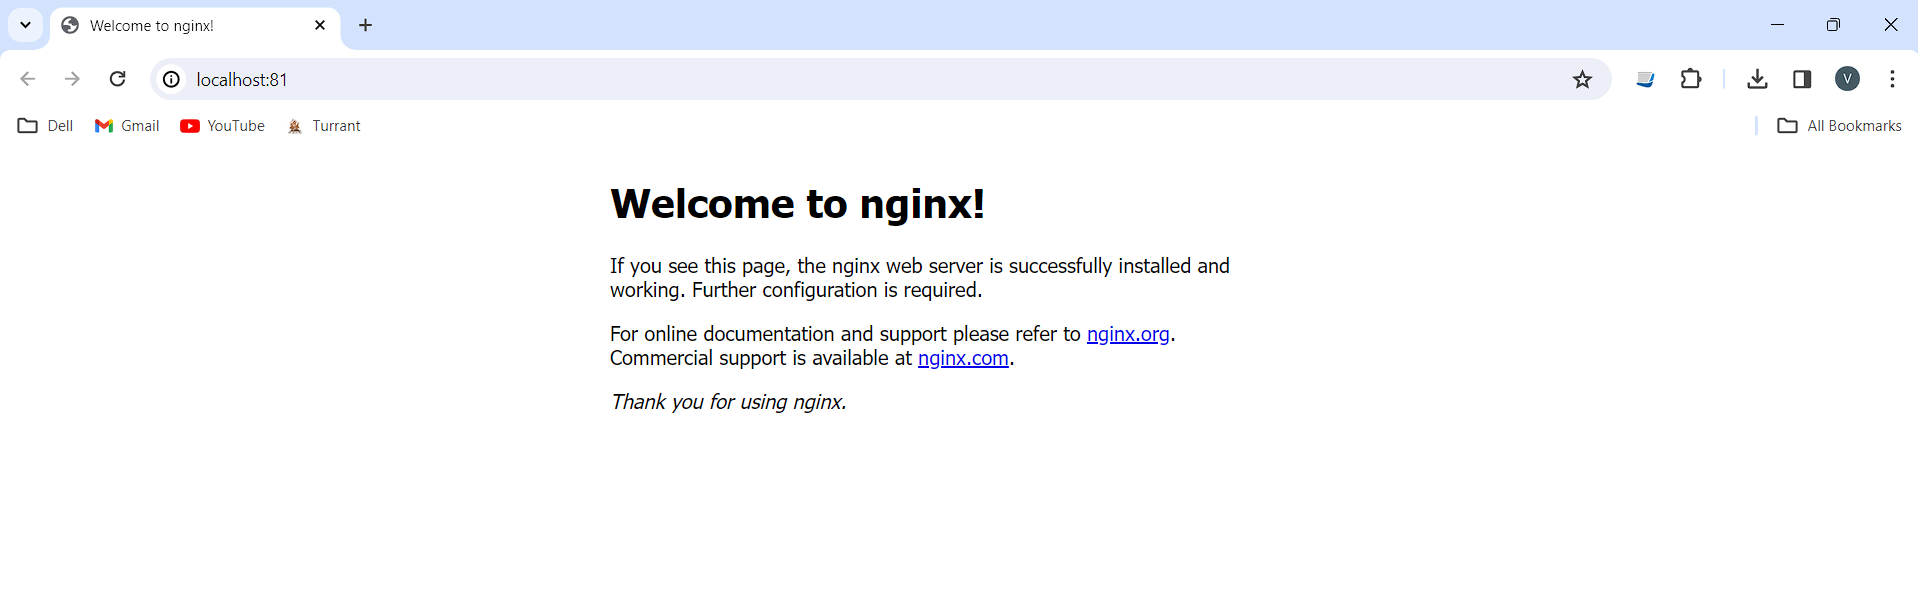 Welcome to nginx!
localhost:81
V
Dell Gmail YouTube Turrant All Bookmarks
Welcome to nginx!
If you see this page, the nginx web server is successfully installed and
working. Further configuration is required.
For online documentation and support please refer to nginx.org.
Commercial support is available at nginx.com.
Thank you for using nginx.